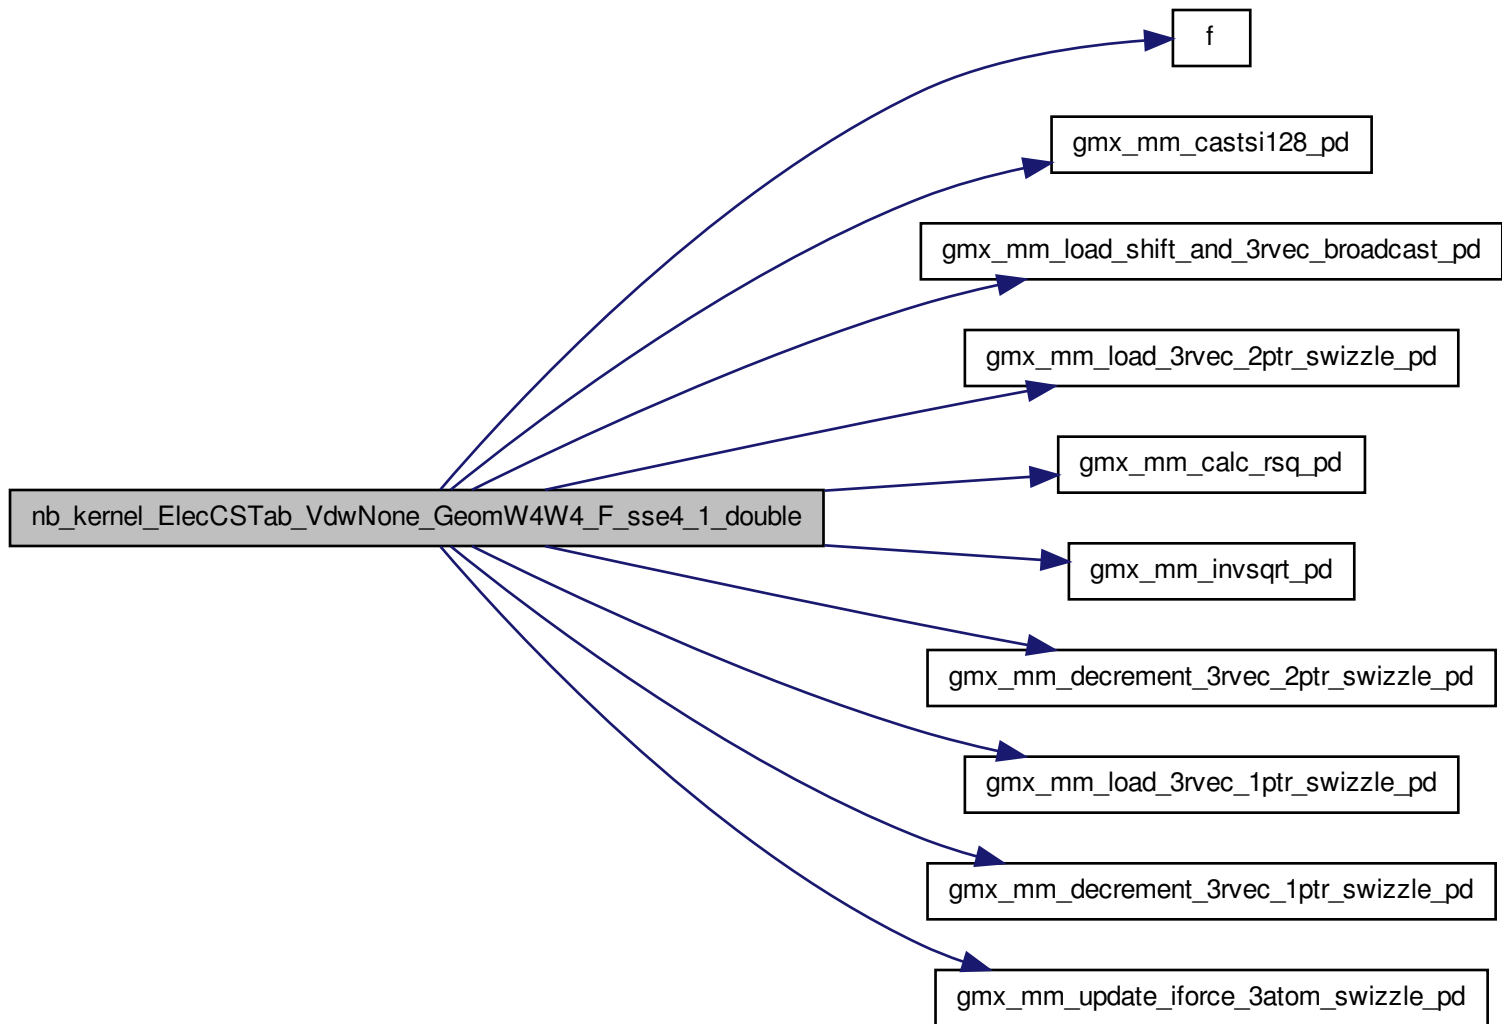 f
gmx_mm_castsi128_pd
gmx_mm_load_shift_and_3rvec_broadcast_pd
gmx_mm_load_3rvec_2ptr_swizzle_pd
gmx_mm_calc_rsq_pd
nb_kernel_ElecCSTab_VdwNone_GeomW4W4_F_sse4_1_double
gmx_mm_invsqrt_pd
gmx_mm_decrement_3rvec_2ptr_swizzle_pd
gmx_mm_load_3rvec_1ptr_swizzle_pd
gmx_mm_decrement_3rvec_1ptr_swizzle_pd
gmx_mm_update_iforce_3atom_swizzle_pd